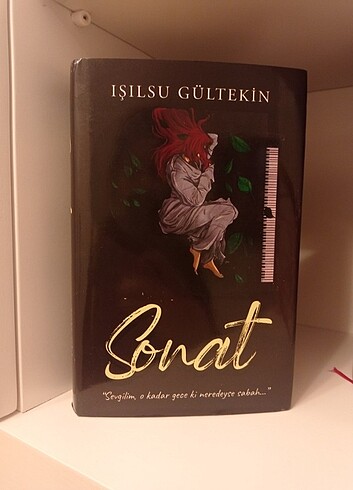 IŞILSU GÜLTEKİN
Sonat
"Sevgilim, o kadar gece ki neredeyse sabah..."